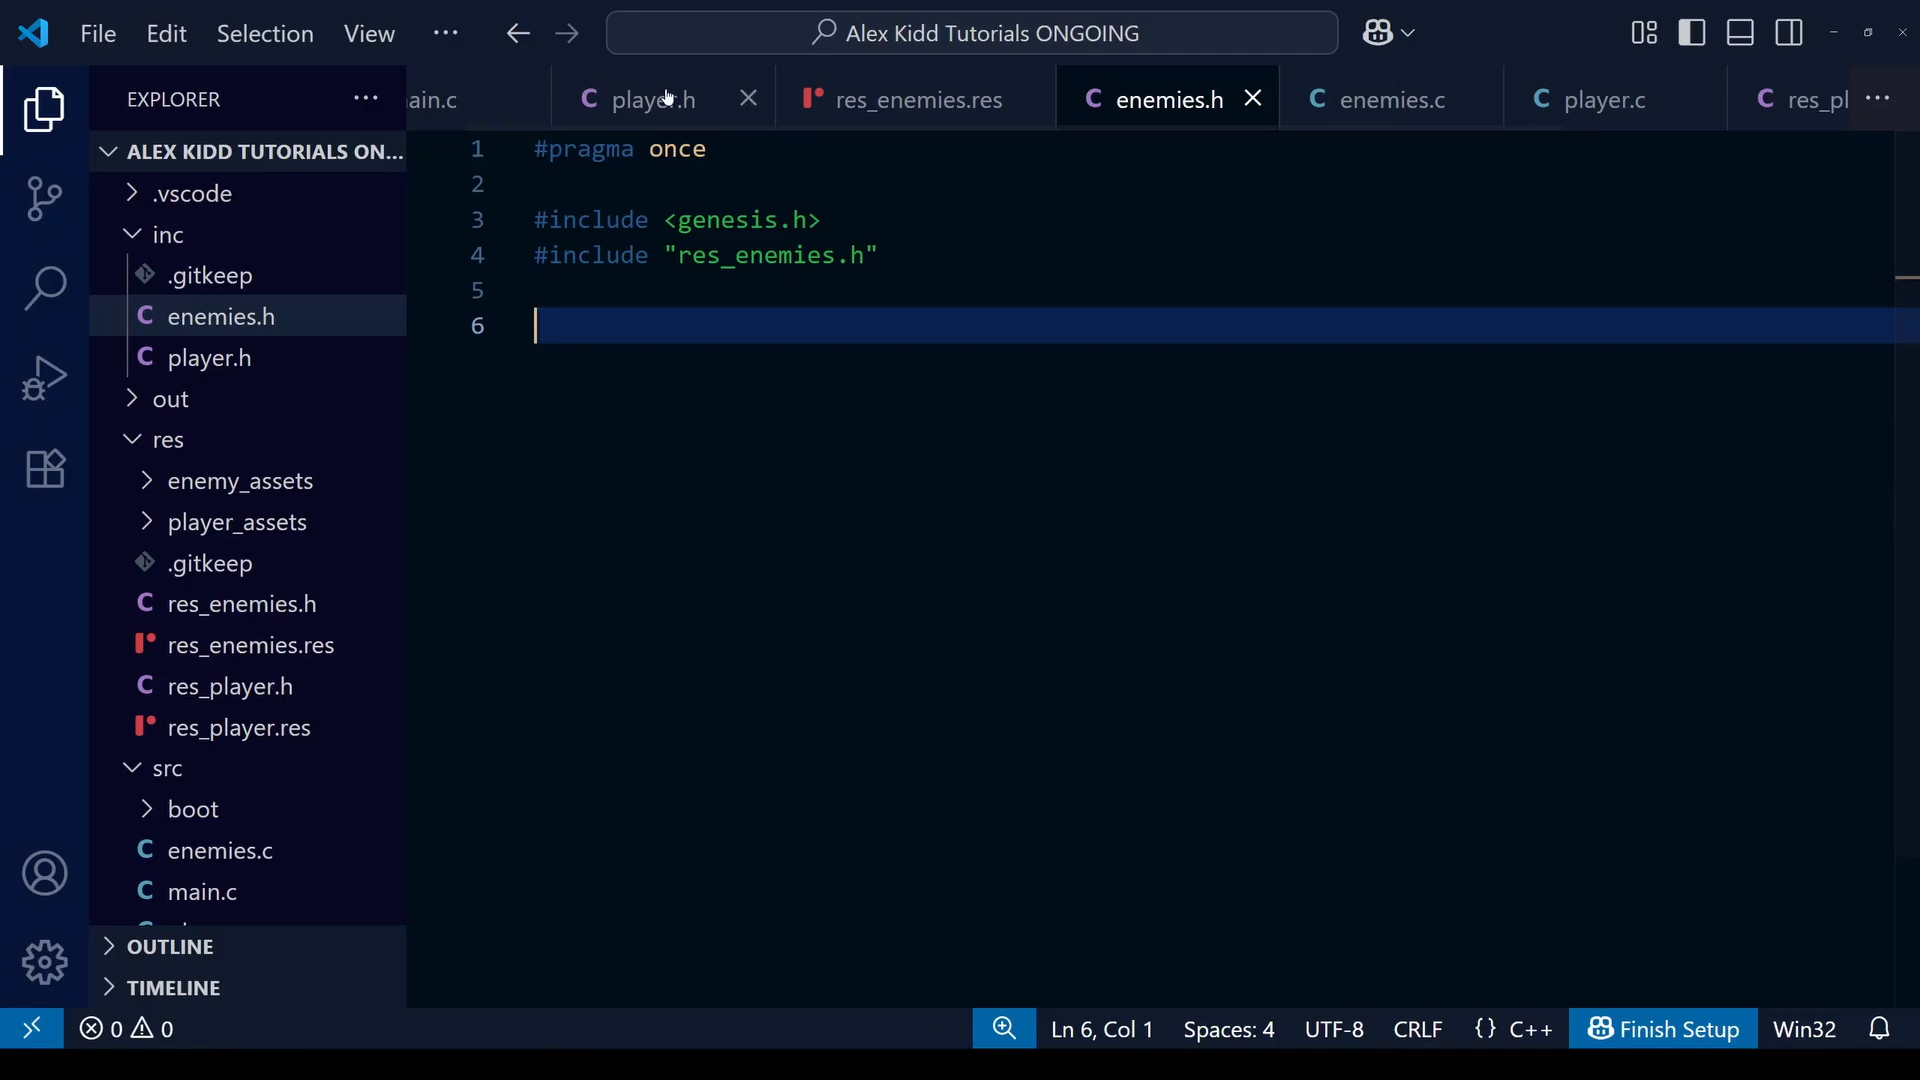 File Edit Selection View ··· Alex Kidd Tutorials ONGOING
EXPLORER ···
ain.c player.h res_enemies.res enemies.h enemies.c player.c res_pl ···
ALEX KIDD TUTORIALS ON...
.vscode
inc
.gitkeep
enemies.h
player.h
out
res
enemy_assets
player_assets
.gitkeep
res_enemies.h
res_enemies.res
res_player.h
res_player.res
src
boot
enemies.c
main.c
OUTLINE
TIMELINE
1 #pragma once
2
3 #include <genesis.h>
4 #include "res_enemies.h"
5
6
0 0 Ln 6, Col 1 Spaces: 4 UTF-8 CRLF {} C++ Finish Setup Win32